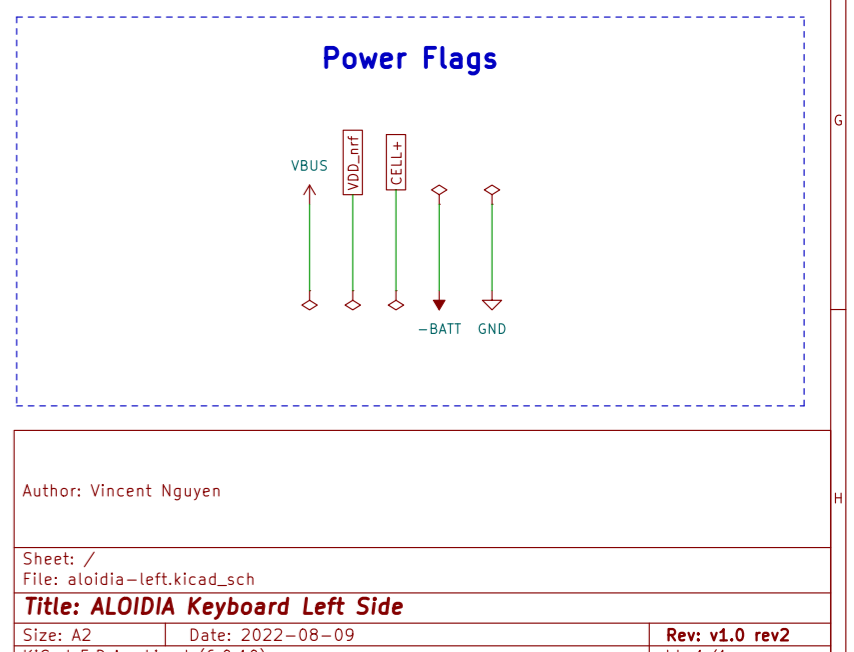 Power Flags
G
VBUS
VDD_nrf
CELL+
-BATT
GND
Author: Vincent Nguyen
H
Sheet: /
File: aloidia-left.kicad_sch
Title: ALOIDIA Keyboard Left Side
Size: A2
Date: 2022-08-09
Rev: v1.0 rev2